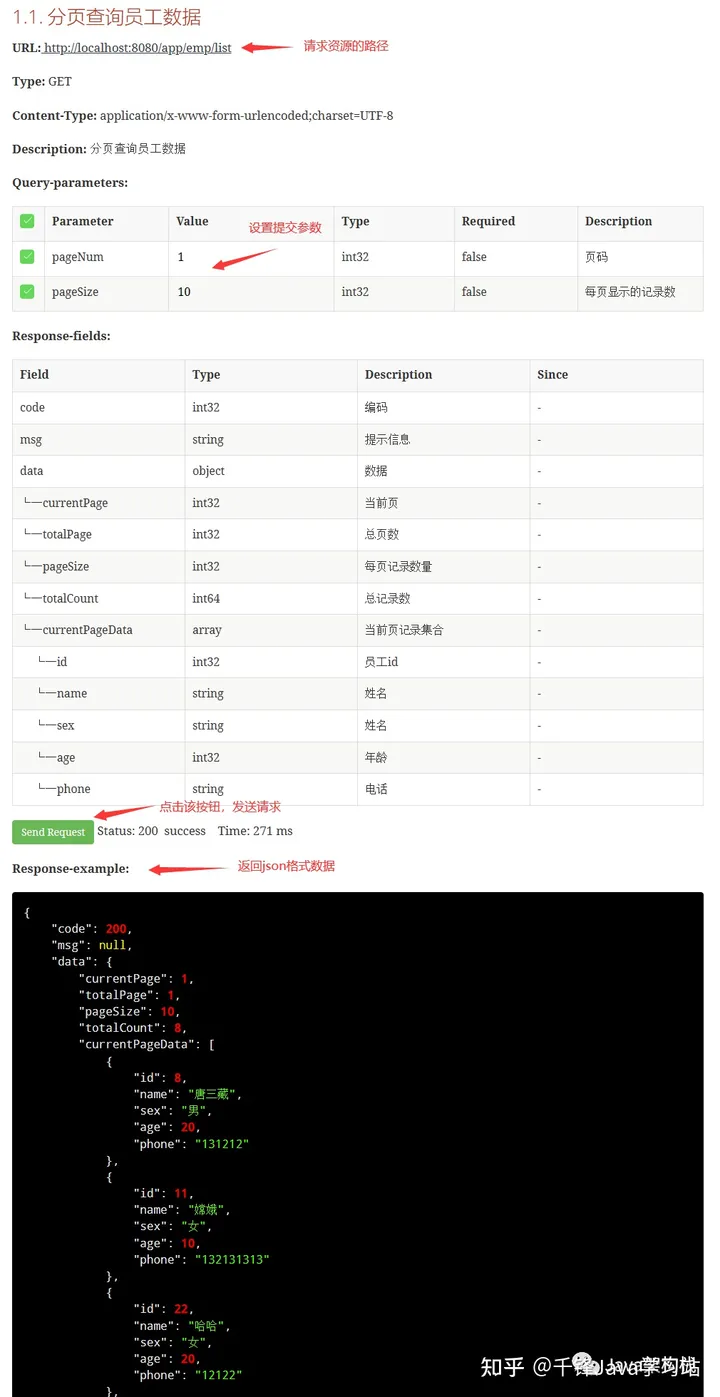 1.1. 分页查询员工数据
URL: http://localhost:8080/app/emp/list 请求资源的路径
Type: GET
Content-Type: application/x-www-form-urlencoded;charset=UTF-8
Description: 分页查询员工数据
Query-parameters:
Parameter Value 设置提交参数 Type Required Description
pageNum 1 int32 false 页码
pageSize 10 int32 false 每页显示的记录数
Response-fields:
Field Type Description Since
code int32 编码 -
msg string 提示信息 -
data object 数据 -
└─currentPage int32 当前页 -
└─totalPage int32 总页数 -
└─pageSize int32 每页记录数量 -
└─totalCount int64 总记录数 -
└─currentPageData array 当前页记录集合 -
└─id int32 员工id -
└─name string 姓名 -
└─sex string 姓名 -
└─age int32 年龄 -
└─phone string 电话 -
点击该按钮，发送请求
Send Request Status: 200 success Time: 271 ms
Response-example: 返回json格式数据
{
"code": 200,
"msg": null,
"data": {
"currentPage": 1,
"totalPage": 1,
"pageSize": 10,
"totalCount": 8,
"currentPageData": [
{
"id": 8,
"name": "唐三藏",
"sex": "男",
"age": 20,
"phone": "131212"
},
{
"id": 11,
"name": "嫦娥",
"sex": "女",
"age": 10,
"phone": "132131313"
},
{
"id": 22,
"name": "哈哈",
"sex": "女",
"age": 20,
"phone": "12122"
},
知乎 @千锋Java学习站